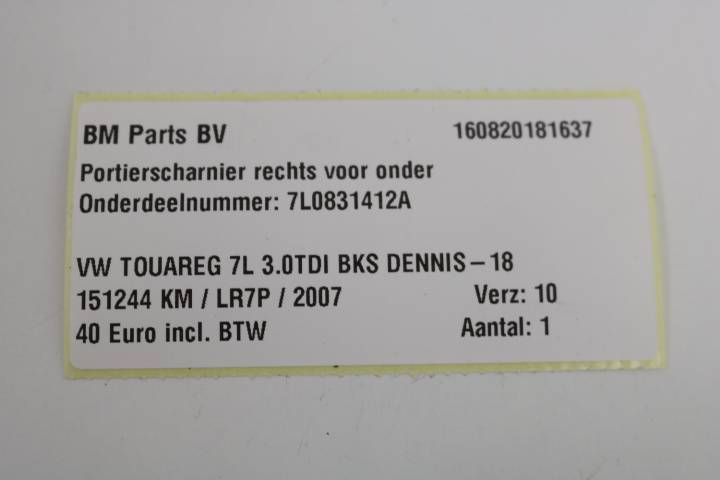 BM Parts BV 160820181637
Portierscharnier rechts voor onder
Onderdeelnummer: 7L0831412A
VW TOUAREG 7L 3.0TDI BKS DENNIS-18
151244 KM / LR7P / 2007 Verz: 10
40 Euro incl. BTW Aantal: 1